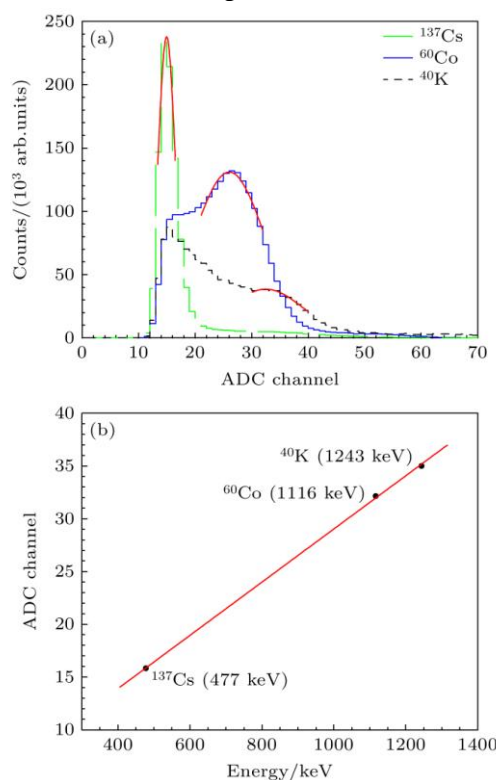 250
(a)
¹³⁷Cs
⁶⁰Co
⁴⁰K
200
150
100
50
0
Counts/(10³ arb.units)
0 10 20 30 40 50 60 70
ADC channel
40
(b)
35
30
25
20
15
10
ADC channel
⁴⁰K (1243 keV)
⁶⁰Co (1116 keV)
¹³⁷Cs (477 keV)
400 600 800 1000 1200 1400
Energy/keV